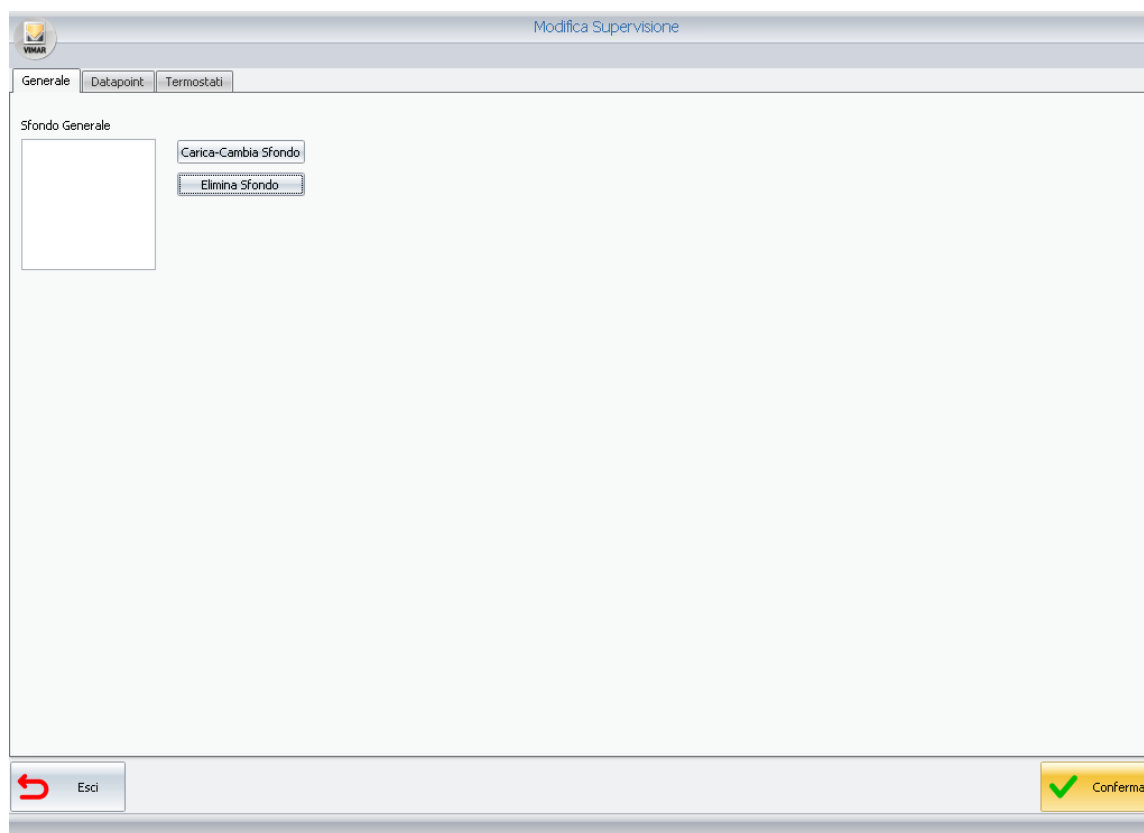 Modifica Supervisione
VIMAR
Generale Datapoint Termostati
Sfondo Generale
Carica-Cambia Sfondo
Elimina Sfondo
Esci
Conferma